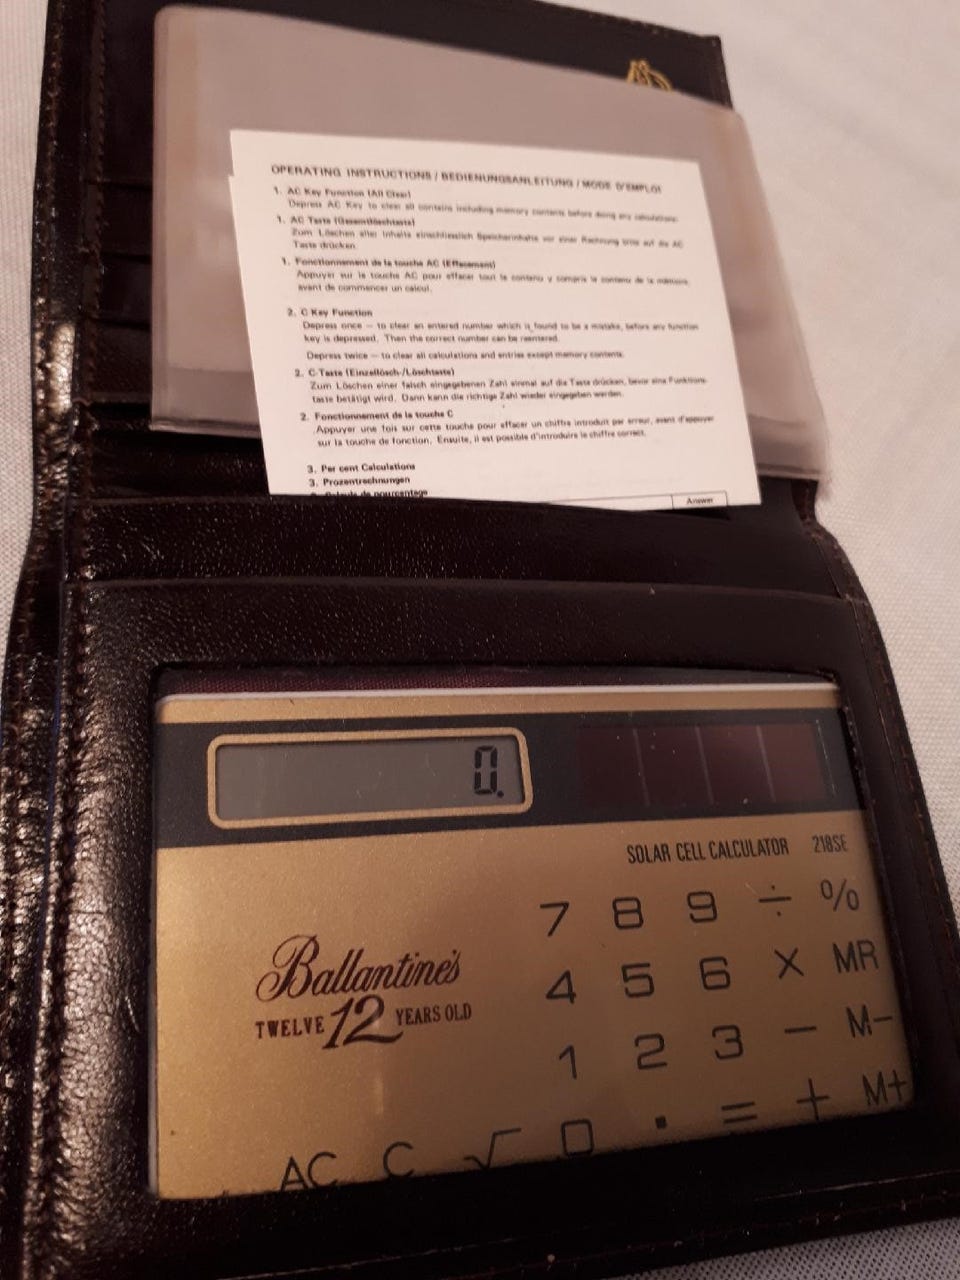 OPERATING INSTRUCTIONS / BEDIENUNGSANLEITUNG / MODE D'EMPLOI
1. AC Key Function (All Clear)
Depress AC Key to clear all contains including memory contents before doing any calculations.
1. AC Taste (Gesamtlöschtaste)
Zum Löschen aller Inhalte einschliesslich Speicherinhalte vor einer Rechnung bitte auf die AC
Taste drücken.
1. Fonctionnement de la touche AC (Effacement)
Appuyer sur la touche AC pour effacer tout le contenu y compris le contenu de la mémoire
avant de commencer un calcul.
2. C Key Function
Depress once — to clear an entered number which is found to be a mistake, before any function
key is depressed. Then the correct number can be reentered.
Depress twice — to clear all calculations and entries except memory contents.
2. C-Taste (Einzellösch-/Löschtaste)
Zum Löschen einer falsch eingegebenen Zahl einmal auf die Taste drücken, bevor eine Funktions-
taste betätigt wird. Dann kann die richtige Zahl wieder eingegeben werden.
2. Fonctionnement de la touche C
Appuyer une fois sur cette touche pour effacer un chiffre introduit par erreur, avant d'appuyer
sur la touche de fonction. Ensuite, il est possible d'introduire le chiffre correct.
3. Per cent Calculations
3. Prozentrechnungen
3. Calculs de pourcentage
Answer
0.
SOLAR CELL CALCULATOR 218SE
7 8 9 ÷ %
Ballantine's
4 5 6 × MR
TWELVE 12 YEARS OLD
1 2 3 − M−
AC C √ 0 . = + M+